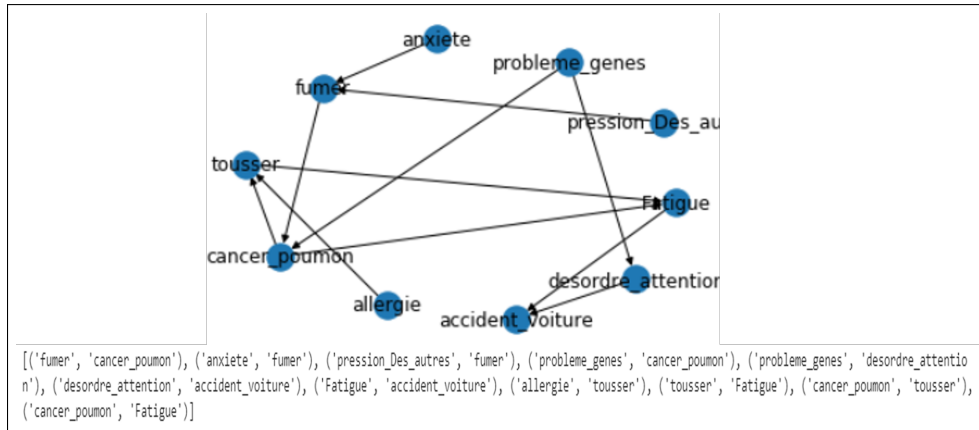 anxiete
probleme_genes
fumer
pression_Des_au
tousser
Fatigue
cancer_poumon
desordre_attention
allergie
accident_voiture
[('fumer', 'cancer_poumon'), ('anxiete', 'fumer'), ('pression_Des_autres', 'fumer'), ('probleme_genes', 'cancer_poumon'), ('probleme_genes', 'desordre_attentio
n'), ('desordre_attention', 'accident_voiture'), ('Fatigue', 'accident_voiture'), ('allergie', 'tousser'), ('tousser', 'Fatigue'), ('cancer_poumon', 'tousser'),
('cancer_poumon', 'Fatigue')]